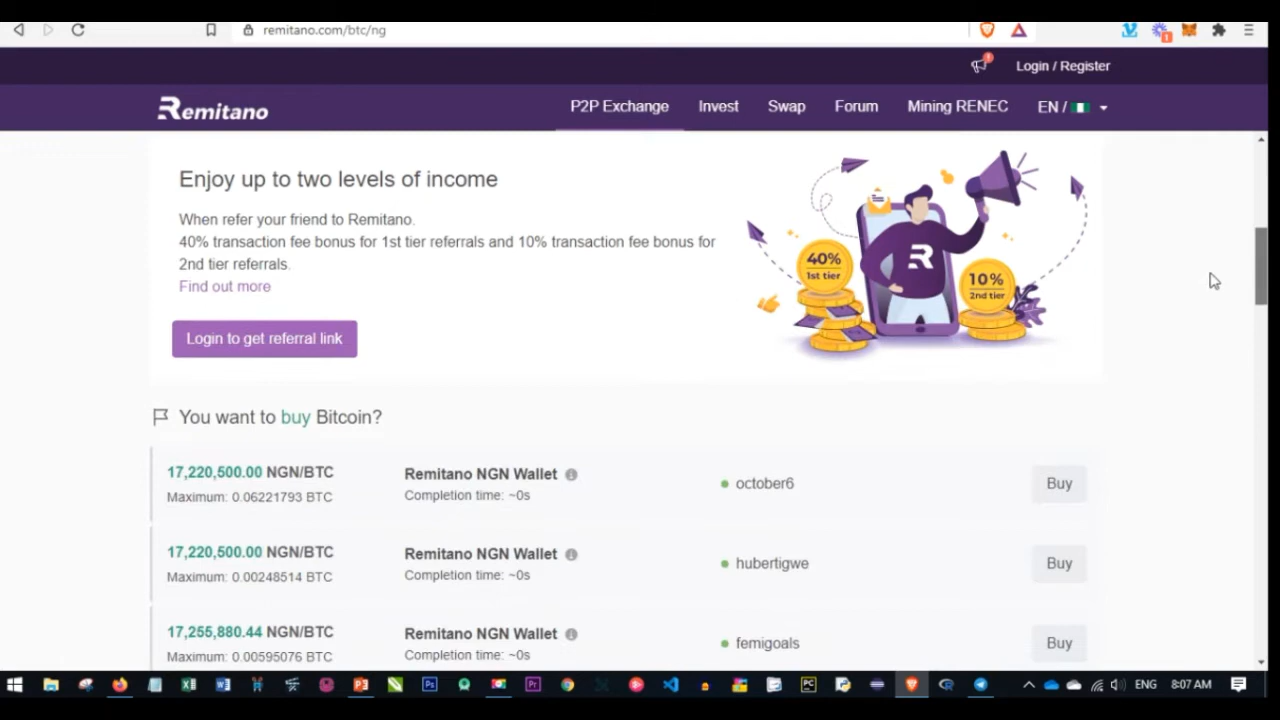 remitano.com/btc/ng
1
Login / Register
Remitano
P2P Exchange Invest Swap Forum Mining RENEC EN /
Enjoy up to two levels of income
When refer your friend to Remitano.
40% transaction fee bonus for 1st tier referrals and 10% transaction fee bonus for
2nd tier referrals.
Find out more
Login to get referral link
40%
1st tier
R
10%
2nd tier
You want to buy Bitcoin?
17,220,500.00 NGN/BTC
Maximum: 0.06221793 BTC
Remitano NGN Wallet
Completion time: ~0s
october6
Buy
17,220,500.00 NGN/BTC
Maximum: 0.00248514 BTC
Remitano NGN Wallet
Completion time: ~0s
hubertigwe
Buy
17,255,880.44 NGN/BTC
Maximum: 0.00595076 BTC
Remitano NGN Wallet
Completion time: ~0s
femigoals
Buy
ENG 8:07 AM